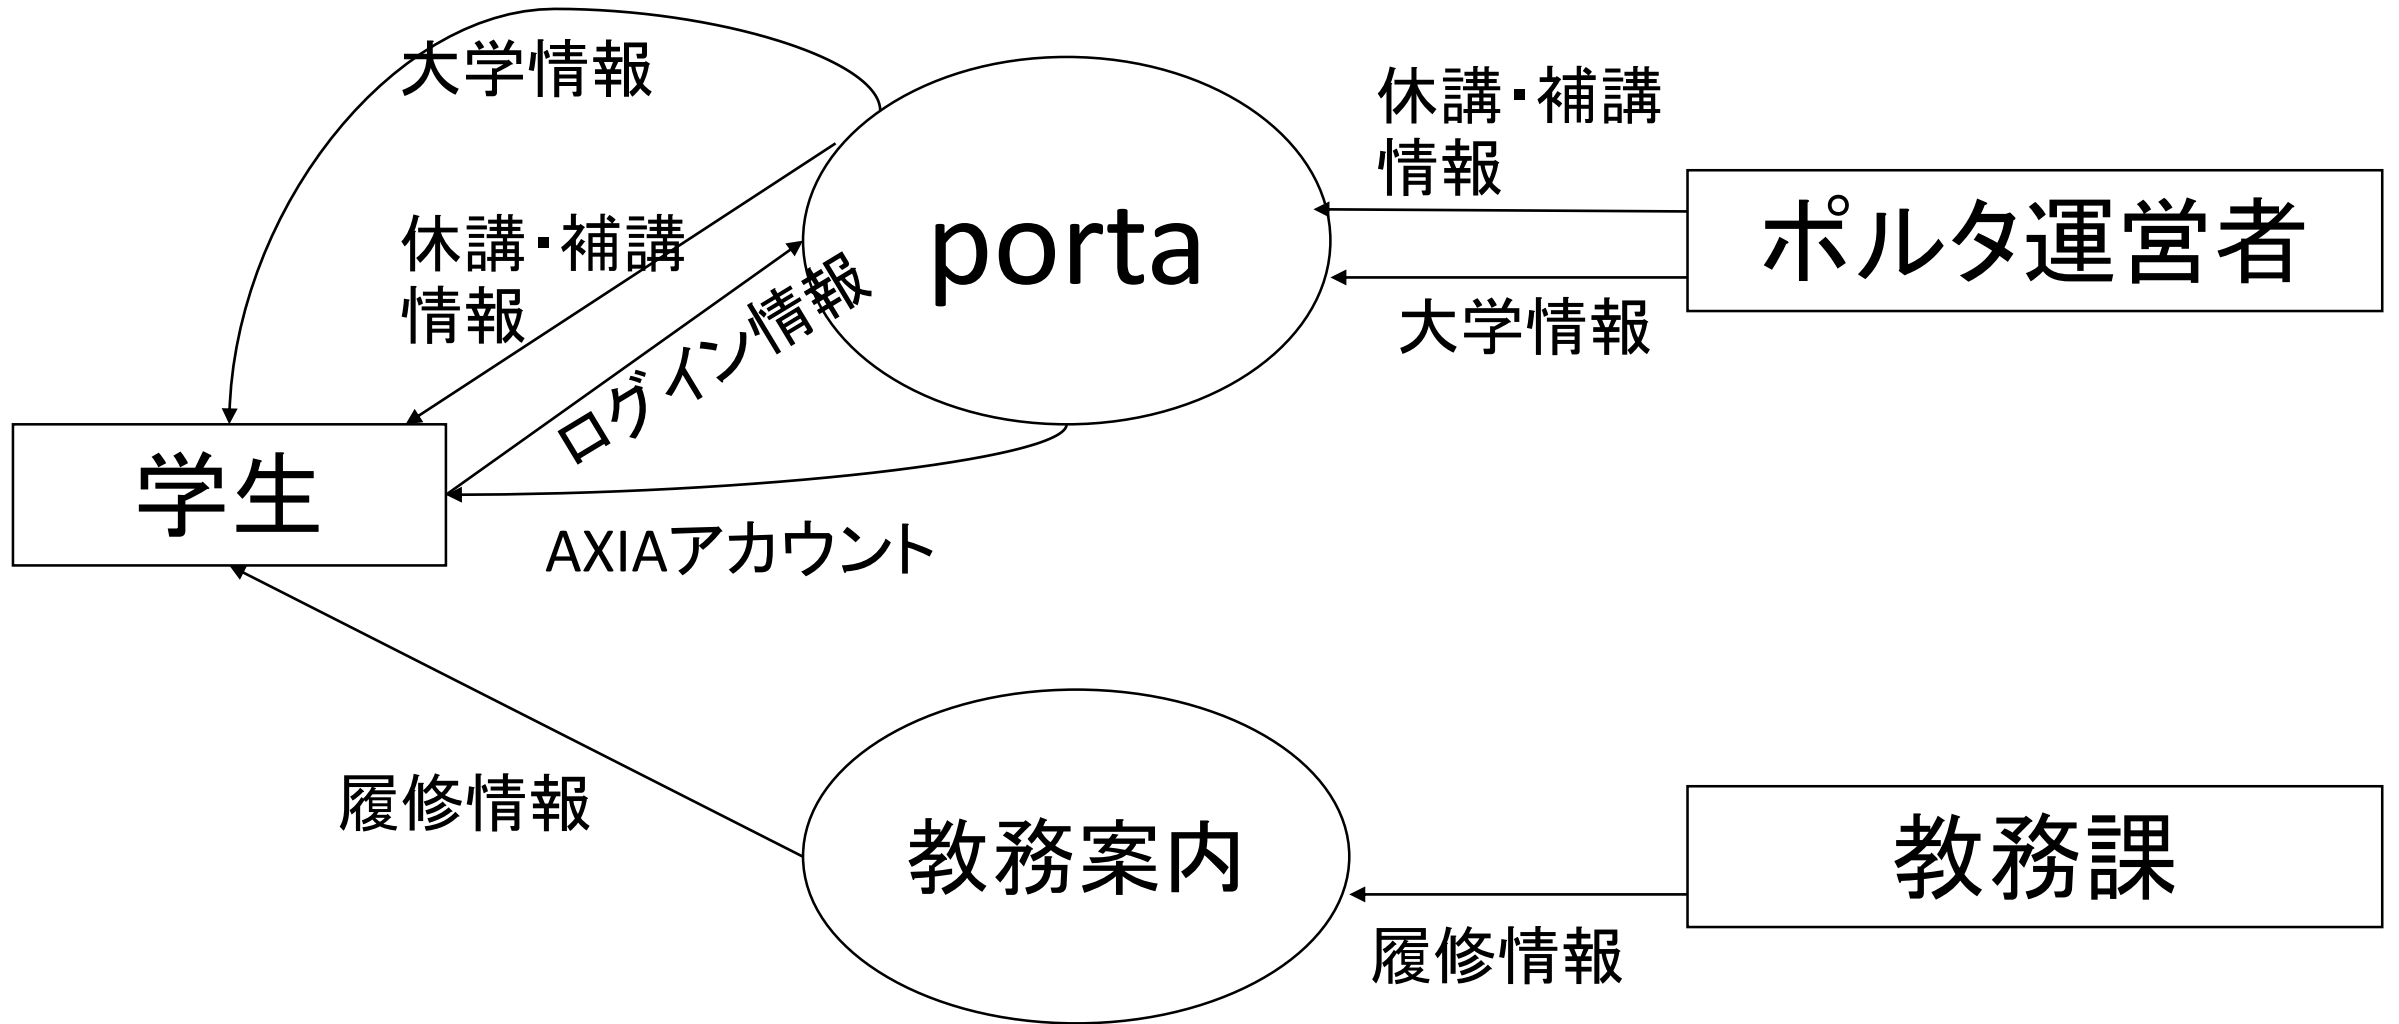 大学情報
休講・補講
情報
porta
休講・補講
情報
ポルタ運営者
大学情報
ログイン情報
学生
AXIAアカウント
履修情報
教務案内
教務課
履修情報